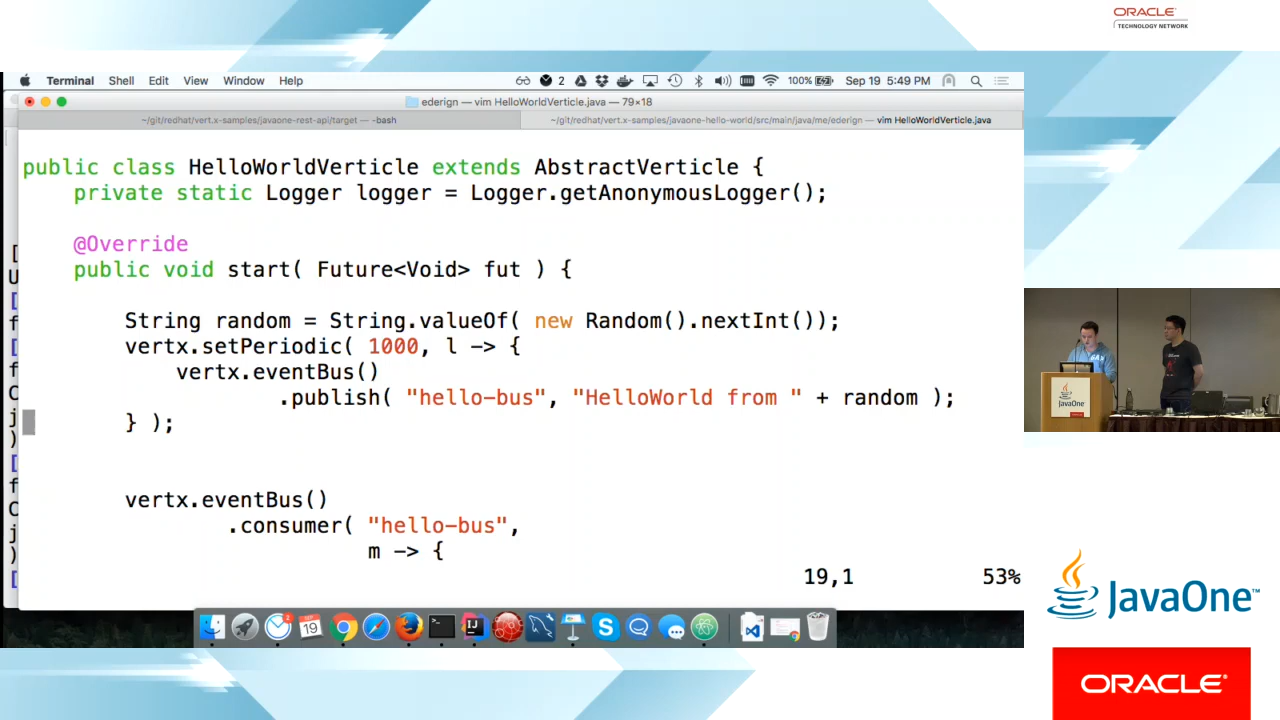 ORACLE
TECHNOLOGY NETWORK
Terminal Shell Edit View Window Help
2
100%
Sep 19 5:49 PM
ederign — vim HelloWorldVerticle.java — 79×18
~/git/redhat/vert.x-samples/javaone-rest-api/target — -bash
~/git/redhat/vert.x-samples/javaone-hello-world/src/main/java/me/ederign — vim HelloWorldVerticle.java
public class HelloWorldVerticle extends AbstractVerticle {
private static Logger logger = Logger.getAnonymousLogger();
@Override
public void start( Future<Void> fut ) {
String random = String.valueOf( new Random().nextInt());
vertx.setPeriodic( 1000, l -> {
vertx.eventBus()
.publish( "hello-bus", "HelloWorld from " + random );
} );
vertx.eventBus()
.consumer( "hello-bus",
m -> {
19,1 53%
19
JavaOne
JavaOne™
ORACLE